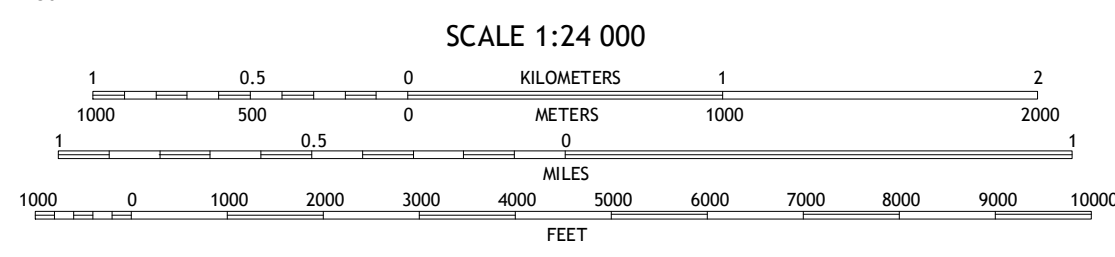 SCALE 1:24 000
1 0.5 0 KILOMETERS 1 2
1000 500 0 METERS 1000 2000
1 0.5 0 1
MILES
1000 0 1000 2000 3000 4000 5000 6000 7000 8000 9000 10000
FEET